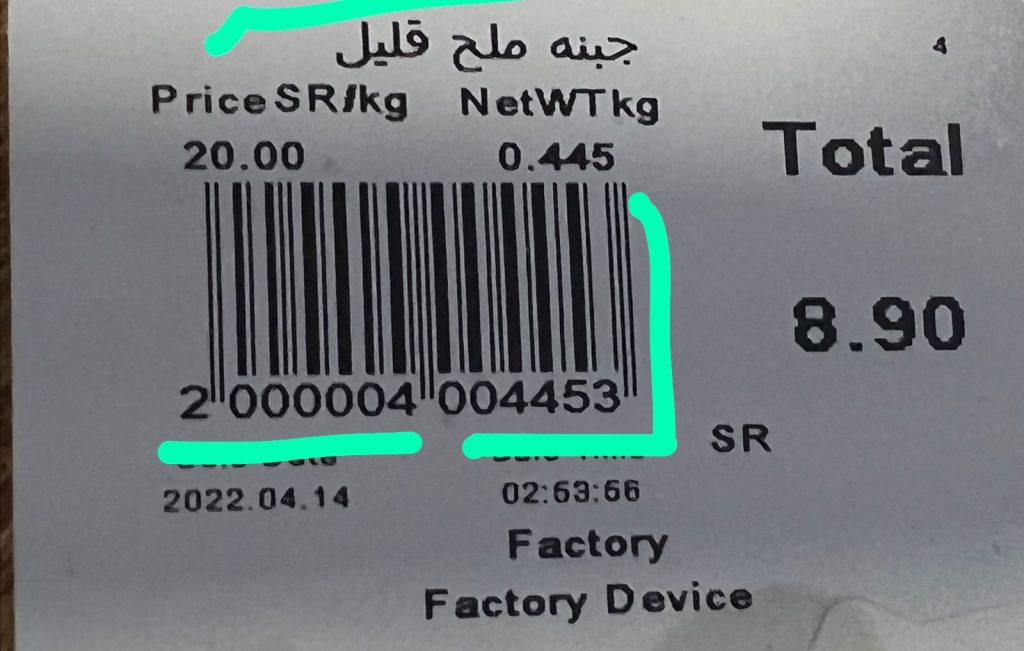 جبنه ملح قليل
4
PriceSR/kg NetWTkg
20.00 0.445
Total
8.90
2 000004 004453
SR
2022.04.14 02:53:56
Factory
Factory Device